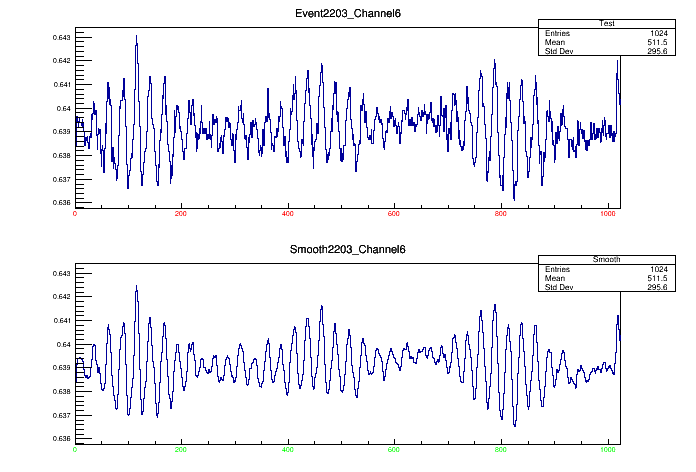 Event2203_Channel6
Test
Entries 1024
Mean 511.5
Std Dev 295.6
0.643
0.642
0.641
0.64
0.639
0.638
0.637
0.636
0 200 400 600 800 1000
Smooth2203_Channel6
Smooth
Entries 1024
Mean 511.5
Std Dev 295.6
0.643
0.642
0.641
0.64
0.639
0.638
0.637
0.636
0 200 400 600 800 1000